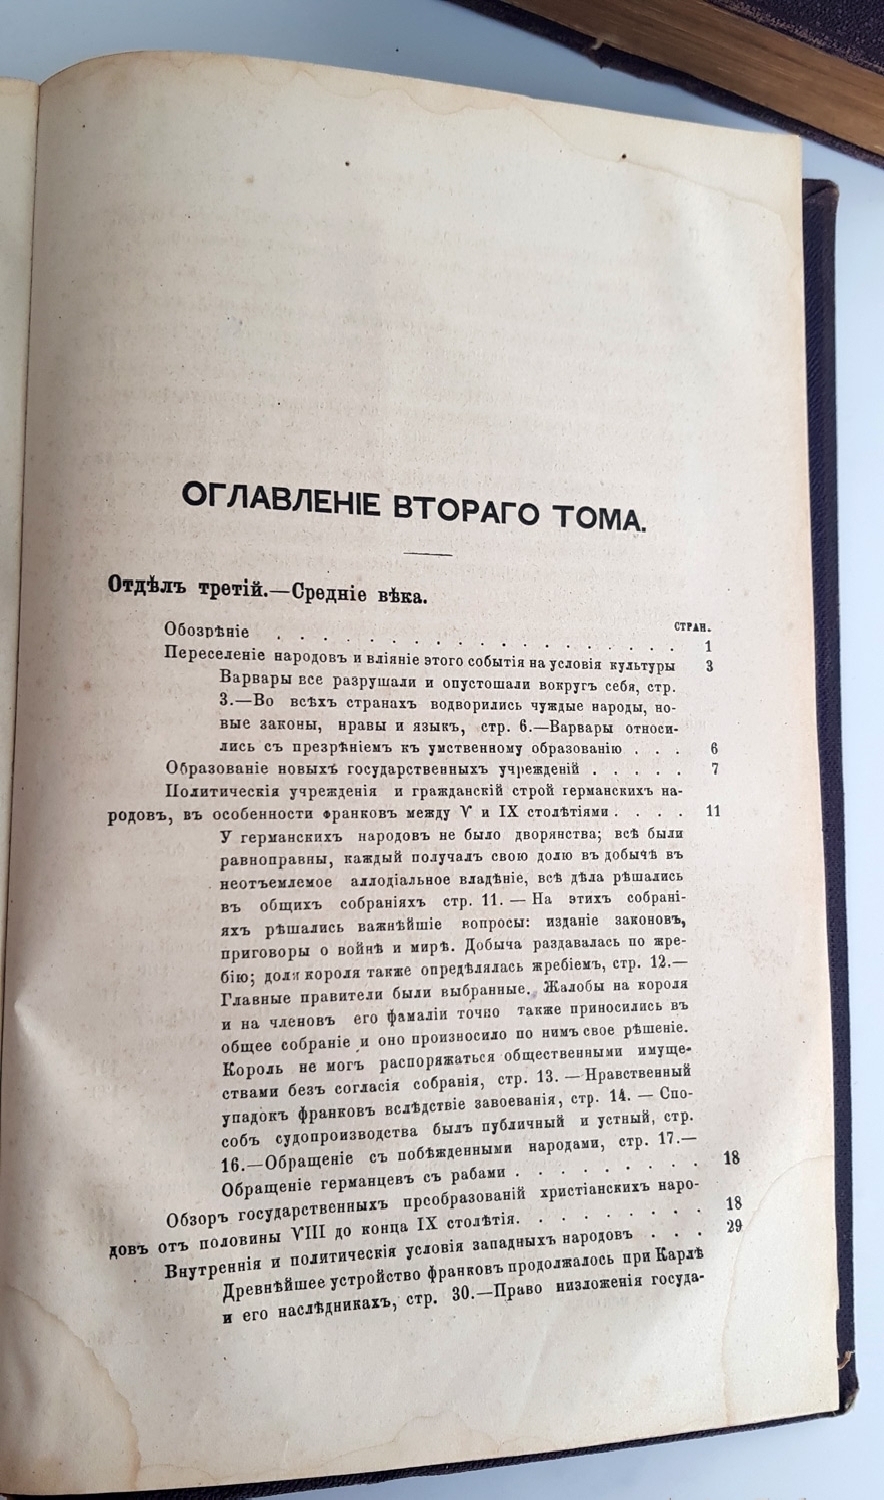 ОГЛАВЛЕНІЕ ВТОРАГО ТОМА.
Отдѣлъ третій.—Средніе вѣка.
СТРАН.
Обозрѣніе . . . . . . . . . . . . . . . . 1
Переселеніе народовъ и вліяніе этого событія на условія культуры 3
Варвары все разрушали и опустошали вокругъ себя, стр.
3.—Во всѣхъ странахъ водворились чуждые народы, но-
вые законы, нравы и языкъ, стр. 6.—Варвары относи-
лись съ презрѣніемъ къ умственному образованію . . . 6
Образованіе новыхъ государственныхъ учрежденій . . . . . 7
Политическія учрежденія и гражданскій строй германскихъ на-
родовъ, въ особенности франковъ между V и IX столѣтіями . . . . 11
У германскихъ народовъ не было дворянства; всѣ были
равноправны, каждый получалъ свою долю въ добычѣ въ
неотъемлемое аллодіальное владѣніе, всѣ дѣла рѣшались
въ общихъ собраніяхъ стр. 11. — На этихъ собрані-
яхъ рѣшались важнѣйшіе вопросы: изданіе законовъ,
приговоры о войнѣ и мирѣ. Добыча раздавалась по жре-
бію; доля короля также опредѣлялась жребіемъ, стр. 12.—
Главные правители были выбранные. Жалобы на короля
и на членовъ его фамаліи точно также приносились въ
общее собраніе и оно произносило по нимъ свое рѣшеніе.
Король не могъ распоряжаться общественными имуще-
ствами безъ согласія собранія, стр. 13. — Нравственный
упадокъ франковъ вслѣдствіе завоеванія, стр. 14. — Спо-
собъ судопроизводства былъ публичный и устный, стр.
16.—Обращеніе съ побѣжденными народами, стр. 17.—
Обращеніе германцевъ съ рабами . . . . . . . . . 18
Обзоръ государственныхъ преобразованій христіанскихъ наро-
довъ отъ половины VIII до конца IX столѣтія. . . . . . . . 18
Внутреннія и политическія условія западныхъ народовъ . . . 29
Древнѣйшее устройство франковъ продолжалось при Карлѣ
и его наслѣдникахъ, стр. 30.—Право низложенія госуда-